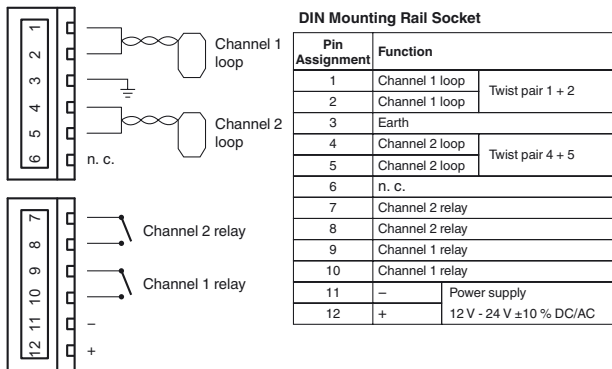 1
2
3
4
5
6
Channel 1
loop
Channel 2
loop
n. c.
7
8
9
10
11
12
Channel 2 relay
Channel 1 relay
–
+
DIN Mounting Rail Socket
Pin Assignment Function
1 Channel 1 loop Twist pair 1 + 2
2 Channel 1 loop
3 Earth
4 Channel 2 loop Twist pair 4 + 5
5 Channel 2 loop
6 n. c.
7 Channel 2 relay
8 Channel 2 relay
9 Channel 1 relay
10 Channel 1 relay
11 – Power supply
12 + 12 V - 24 V ±10 % DC/AC